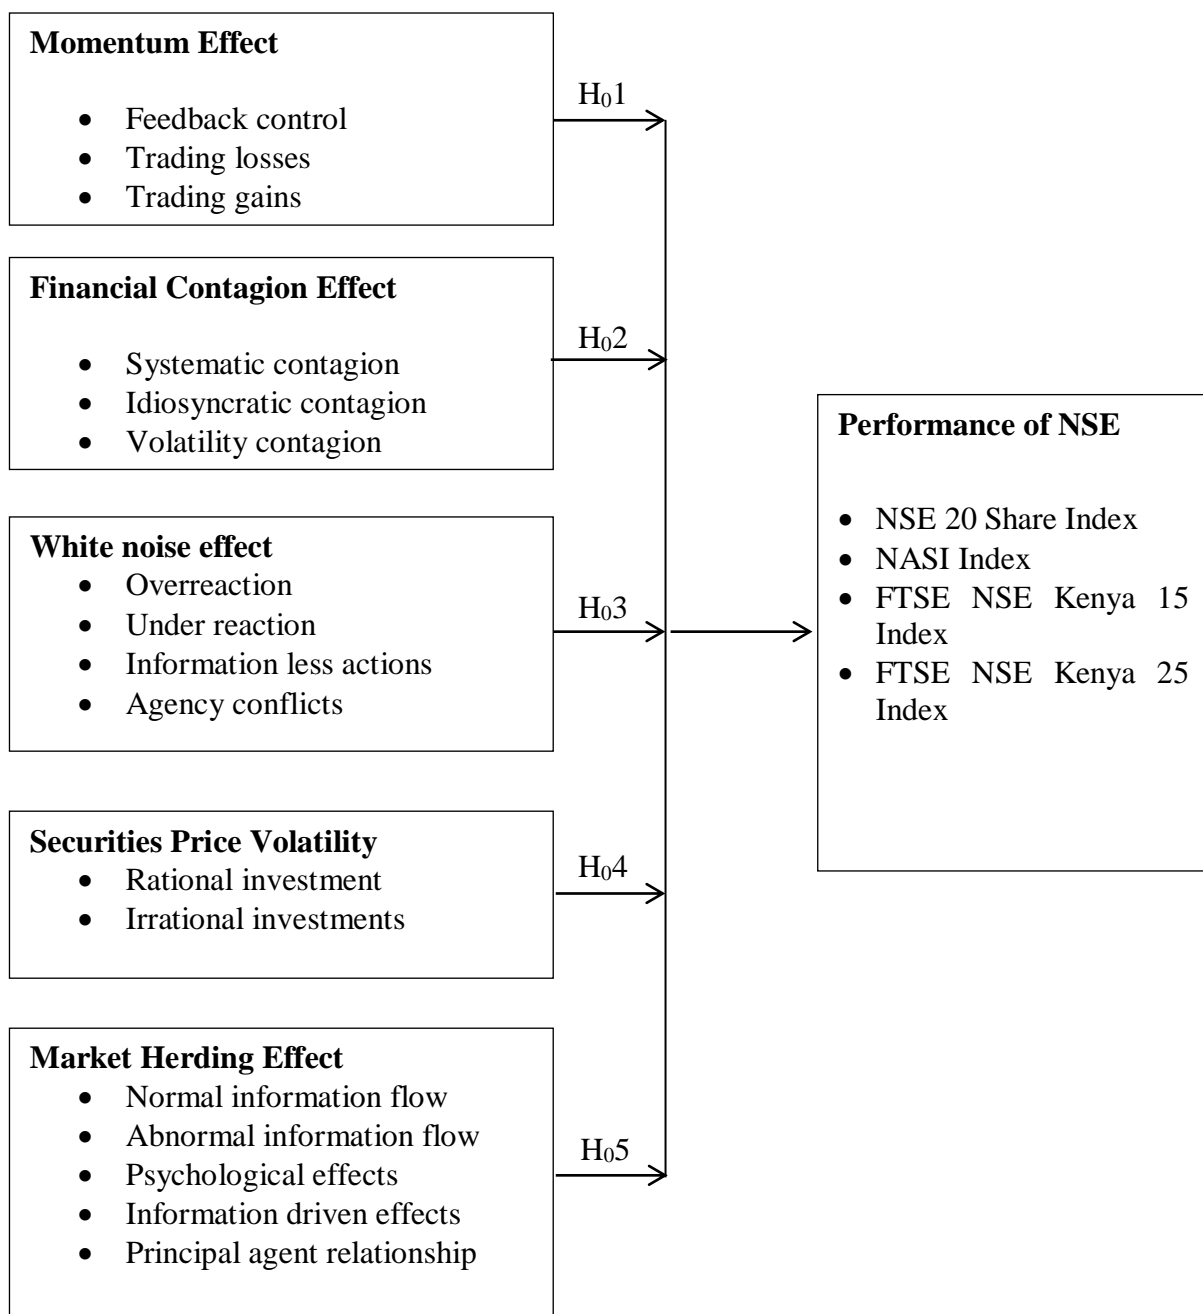 Momentum Effect
• Feedback control
• Trading losses
• Trading gains
H₀1
Financial Contagion Effect
• Systematic contagion
• Idiosyncratic contagion
• Volatility contagion
H₀2
White noise effect
• Overreaction
• Under reaction
• Information less actions
• Agency conflicts
H₀3
Securities Price Volatility
• Rational investment
• Irrational investments
H₀4
Market Herding Effect
• Normal information flow
• Abnormal information flow
• Psychological effects
• Information driven effects
• Principal agent relationship
H₀5
Performance of NSE
• NSE 20 Share Index
• NASI Index
• FTSE NSE Kenya 15
Index
• FTSE NSE Kenya 25
Index